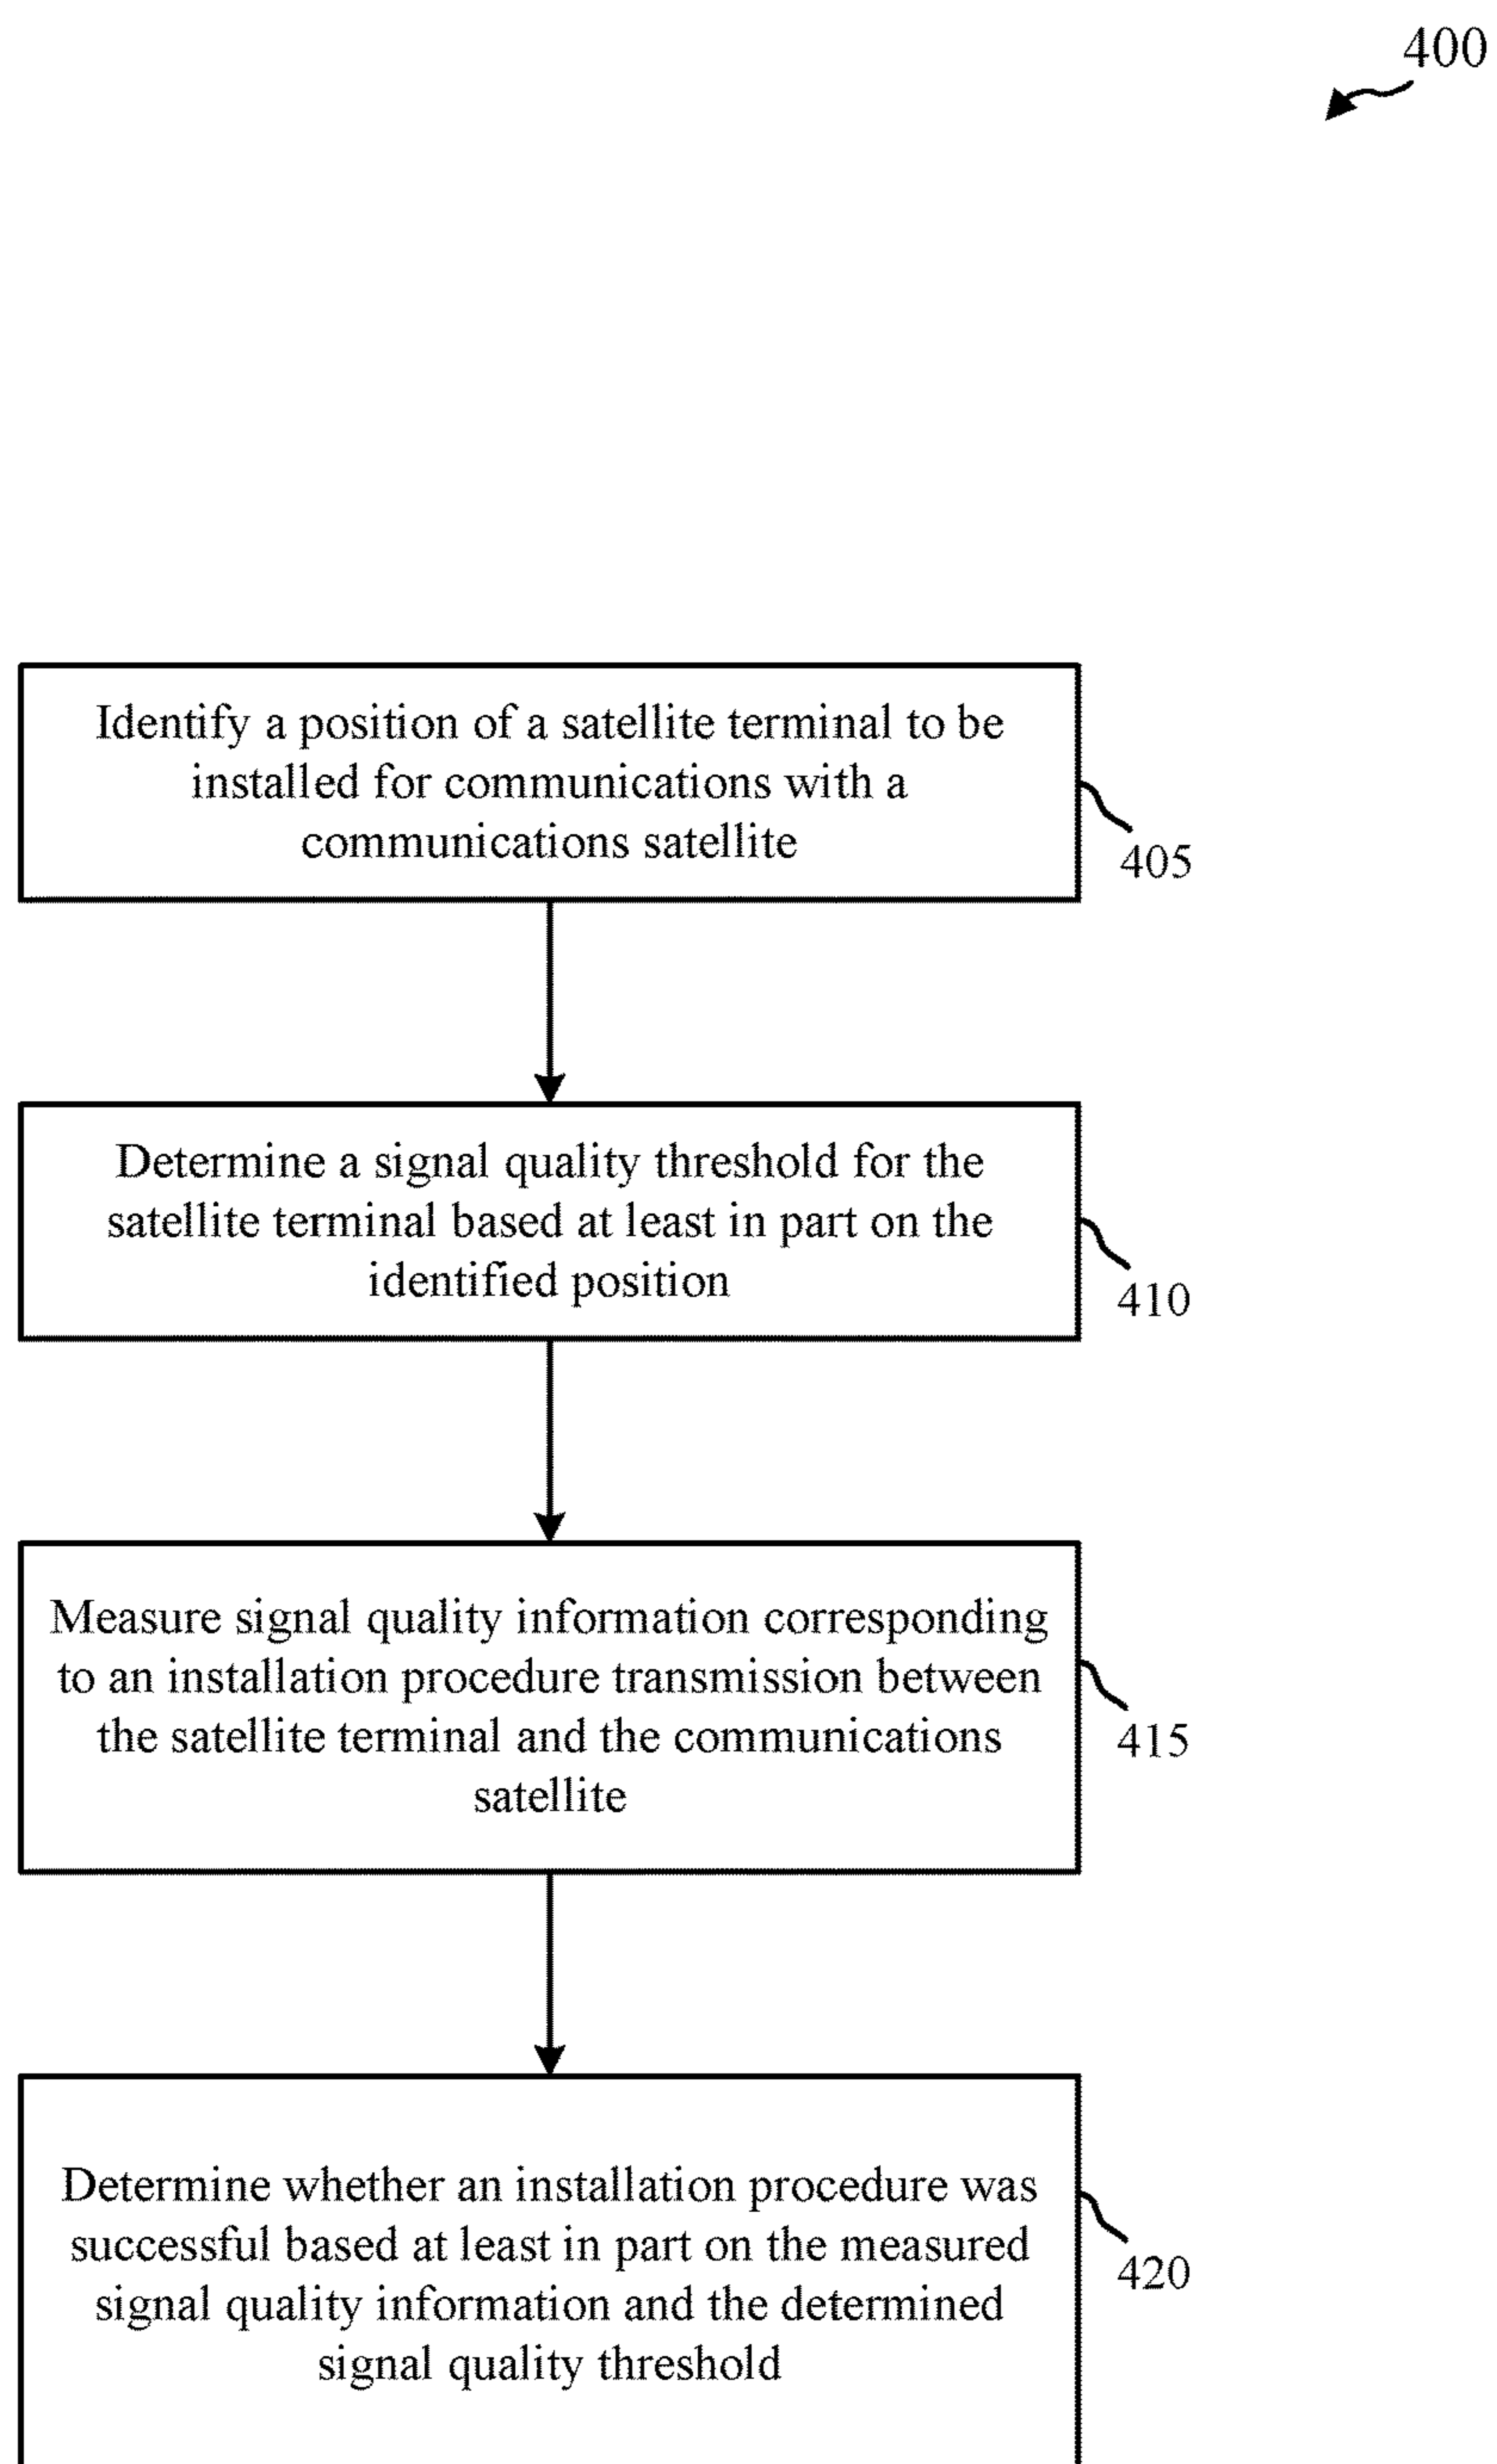 400
Identify a position of a satellite terminal to be
installed for communications with a
communications satellite
405
Determine a signal quality threshold for the
satellite terminal based at least in part on the
identified position
410
Measure signal quality information corresponding
to an installation procedure transmission between
the satellite terminal and the communications
satellite
415
Determine whether an installation procedure was
successful based at least in part on the measured
signal quality information and the determined
signal quality threshold
420